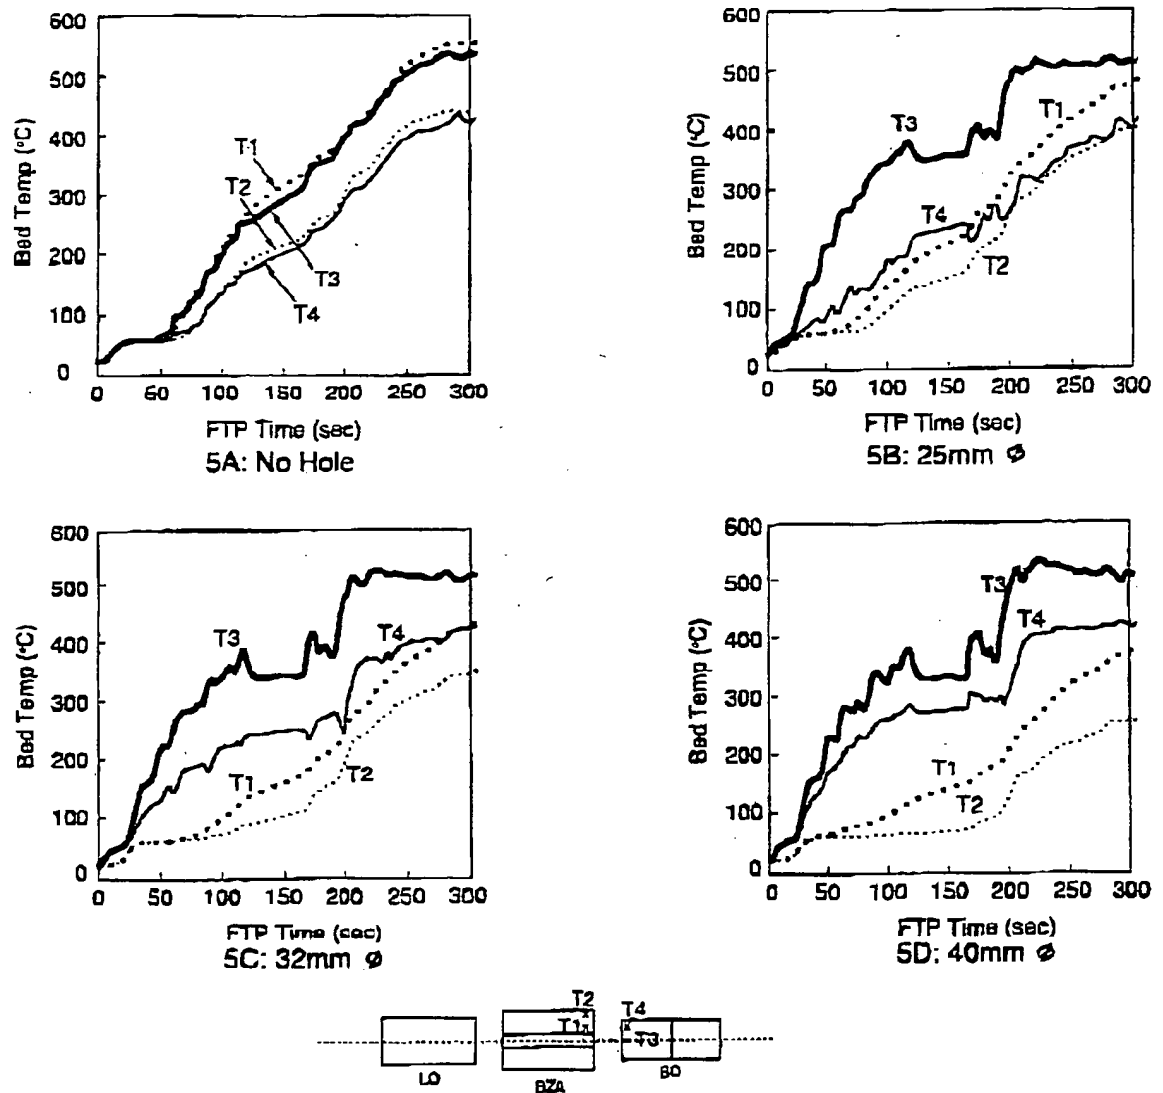 600
500
400
300
200
100
0
Bed Temp (°C)
T1
T2
T3
T4
0 50 100 150 200 250 300
FTP Time (sec)
5A: No Hole
600
500
400
300
200
100
0
Bed Temp (°C)
T3
T1
T4
T2
0 50 100 150 200 250 300
FTP Time (sec)
5B: 25mm Ø
600
500
400
300
200
100
0
Bed Temp (°C)
T3
T4
T1
T2
0 50 100 150 200 250 300
FTP Time (sec)
5C: 32mm Ø
600
500
400
300
200
100
0
Bed Temp (°C)
T3
T4
T1
T2
0 50 100 150 200 250 300
FTP Time (sec)
5D: 40mm Ø
T2
T4
T1
T3
LO
BZA
BO